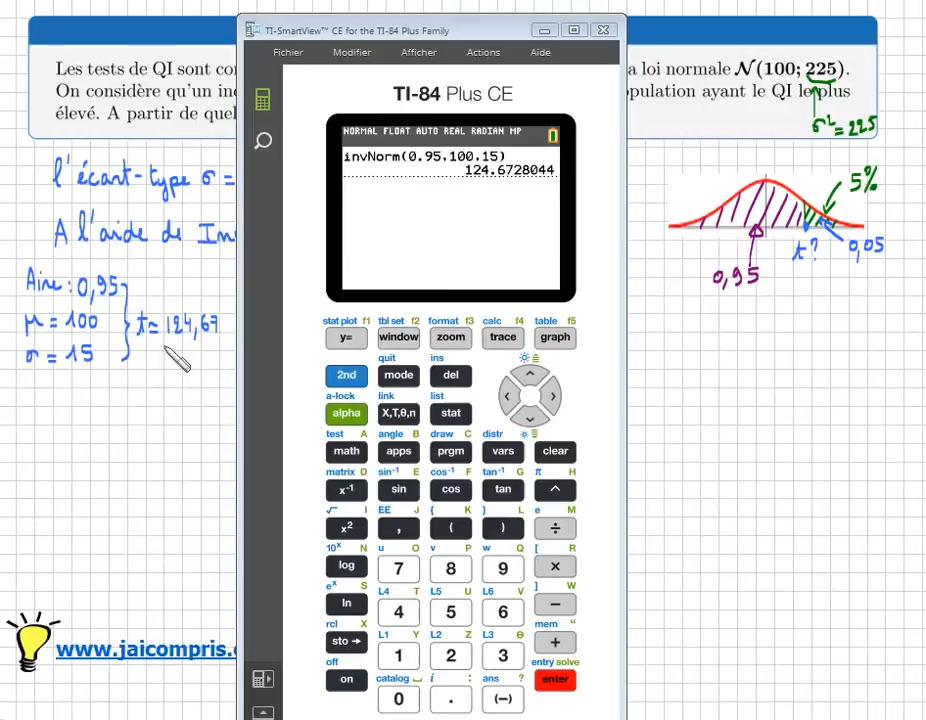 TI-SmartView™ CE for the TI-84 Plus Family
Fichier Modifier Afficher Actions Aide
Les tests de QI sont con
a loi normale N(100; 225).
On considère qu'un ind
opulation ayant le QI le plus
élevé. A partir de quel
σ² = 225
l'écart-type σ =
A l'aide de Inv
Aire : 0,95
μ = 100
σ = 15
t ≈ 124,67
5%
t?
0,05
0,95
TI-84 Plus CE
NORMAL FLOAT AUTO REAL RADIAN MP
invNorm(0.95,100,15)
124.6728044
stat plot f1 tbl set f2 format f3 calc f4 table f5
y= window zoom trace graph
quit ins
2nd mode del
a-lock link list
alpha X,T,θ,n stat
test A angle B draw C distr
math apps prgm vars clear
matrix D sin⁻¹ E cos⁻¹ F tan⁻¹ G π H
x⁻¹ sin cos tan ^
√ I EE J { K } L e M
x² , ( ) ÷
10ˣ N u O v P w Q [ R
log 7 8 9 ×
eˣ S L4 T L5 U L6 V ] W
ln 4 5 6 −
rcl X L1 Y L2 Z L3 θ mem "
sto → 1 2 3 +
off catalog i : ans ? entry solve
on 0 . (−) enter
www.jaicompris.